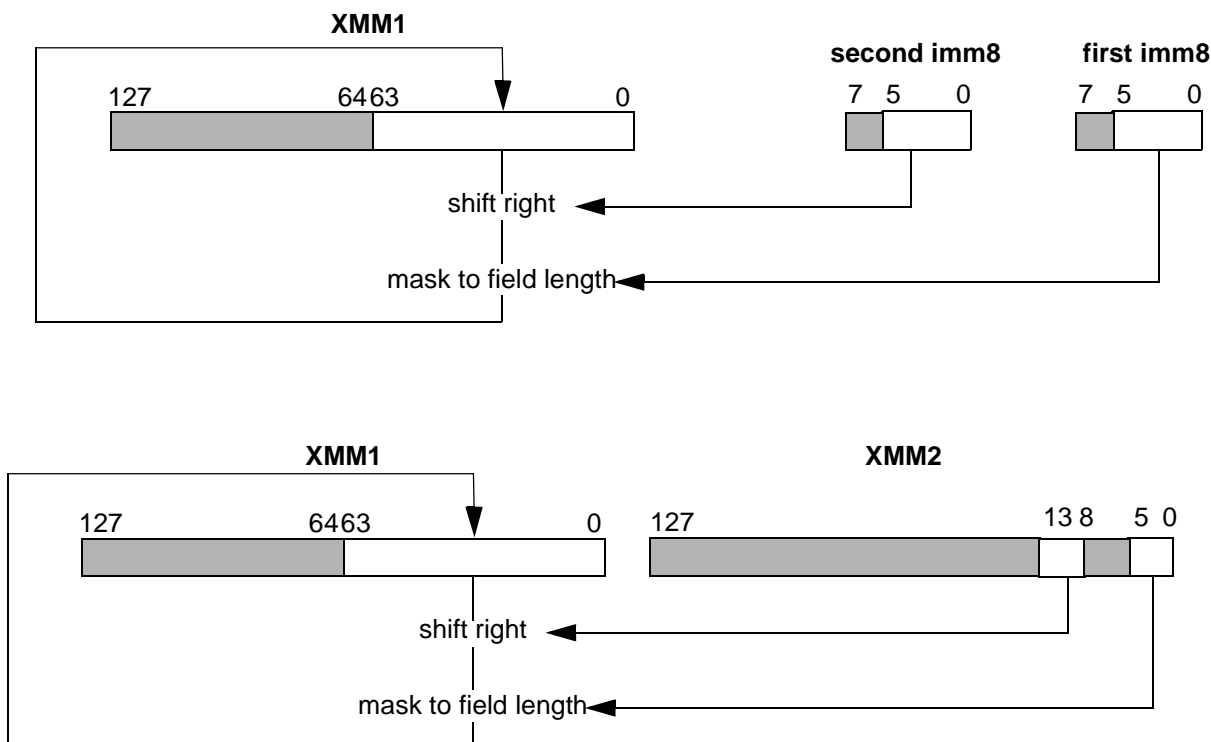 XMM1
second imm8 first imm8
127 64 63 0 7 5 0 7 5 0
shift right
mask to field length
XMM1 XMM2
127 64 63 0 127 13 8 5 0
shift right
mask to field length